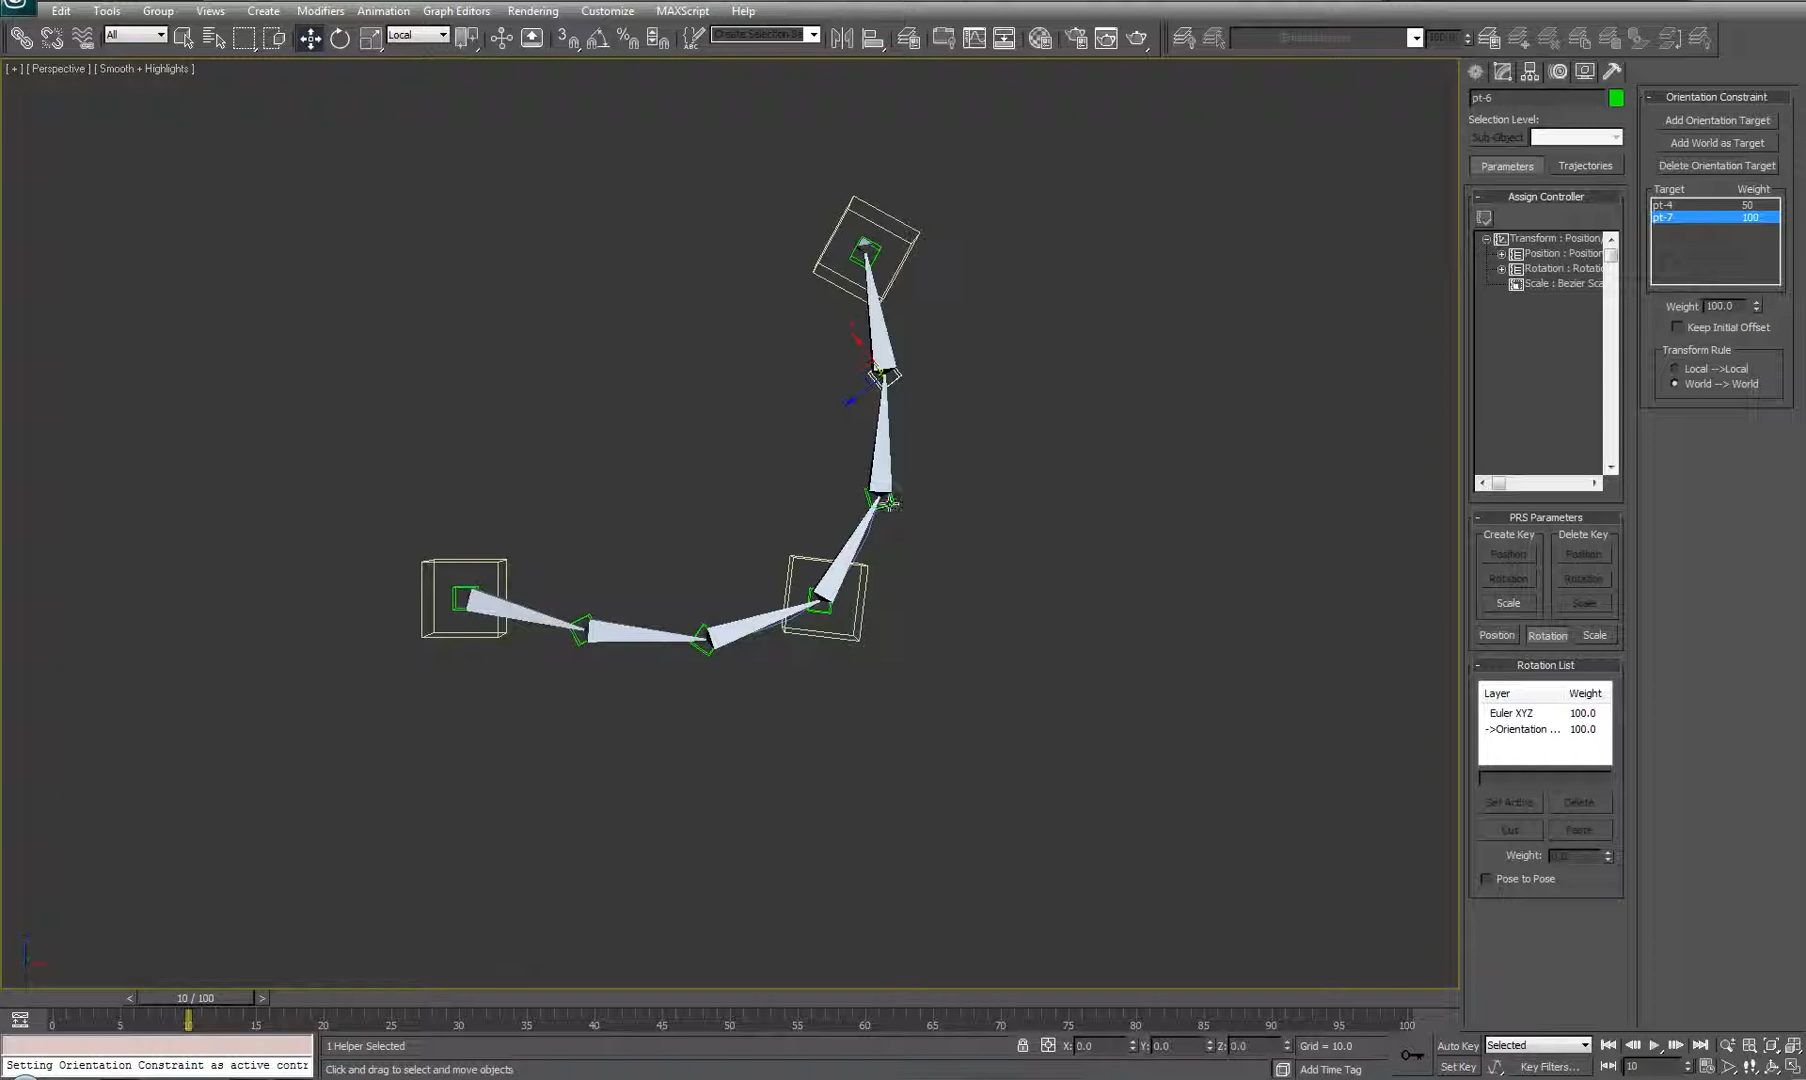 Edit Tools Group Views Create Modifiers Animation Graph Editors Rendering Customize MAXScript Help
All
Local
Create Selection Se
[ + ] [ Perspective ] [ Smooth + Highlights ]
pt-6
Selection Level:
Sub-Object
Parameters Trajectories
- Assign Controller
Transform : Position,
Position : Position
Rotation : Rotatio
Scale : Bezier Sca
- PRS Parameters
Create Key Delete Key
Position Position
Rotation Rotation
Scale Scale
Position Rotation Scale
- Rotation List
Layer Weight
Euler XYZ 100.0
->Orientation ... 100.0
Set Active Delete
Cut Paste
Weight: 0.0
Pose to Pose
- Orientation Constraint
Add Orientation Target
Add World as Target
Delete Orientation Target
Target Weight
pt-4 50
pt-7 100
Weight 100.0
Keep Initial Offset
Transform Rule
Local -->Local
World --> World
< 10 / 100 >
0 5 10 15 20 25 30 35 40 45 50 55 60 65 70 75 80 85 90 95 100
1 Helper Selected
X: 0.0 Y: 0.0 Z: 0.0 Grid = 10.0
Auto Key Selected
Setting Orientation Constraint as active contr
Click and drag to select and move objects
Add Time Tag
Set Key Key Filters... 10